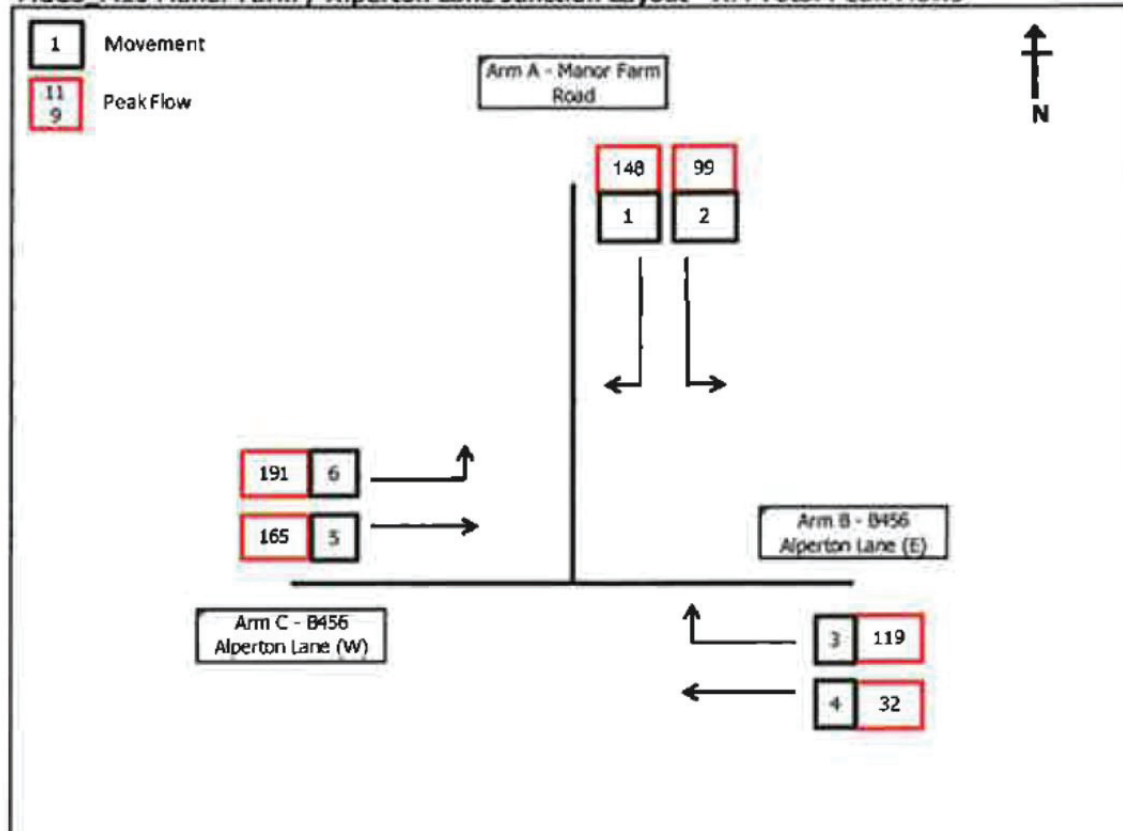 1 Movement
11
9
Peak Flow
Arm A - Manor Farm
Road
N
148 99
1 2
191 6
165 5
Arm B - B456
Alperton Lane (E)
Arm C - B456
Alperton Lane (W)
3 119
4 32